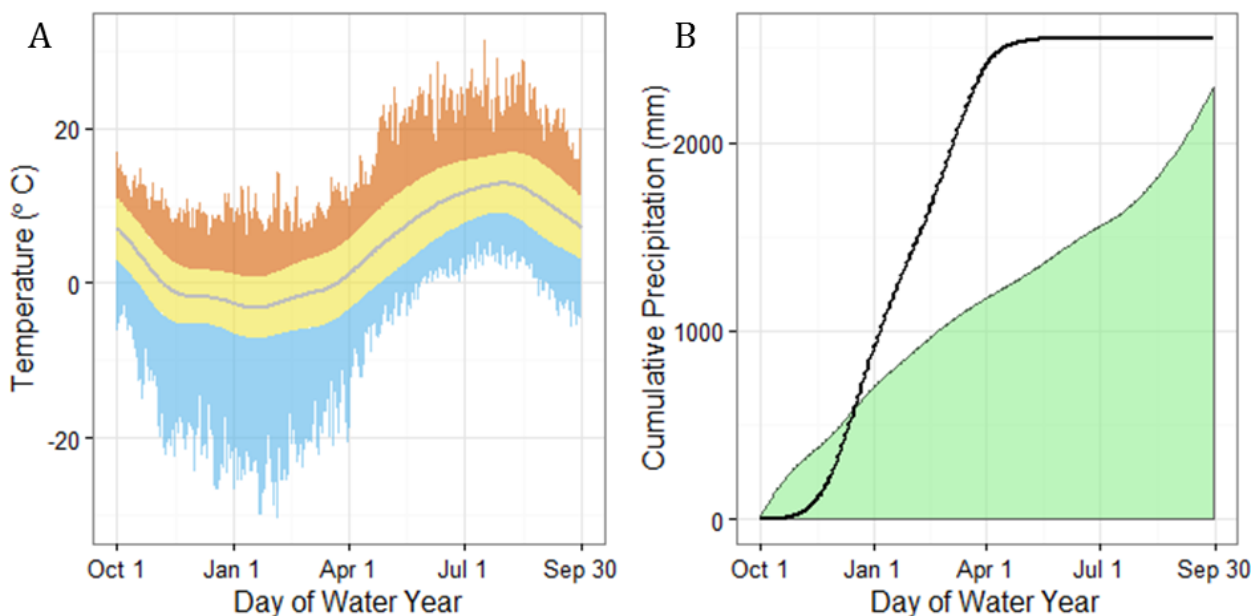 A
Temperature (° C)
20
0
-20
Oct 1 Jan 1 Apr 1 Jul 1 Sep 30
Day of Water Year
B
Cumulative Precipitation (mm)
2000
1000
0
Oct 1 Jan 1 Apr 1 Jul 1 Sep 30
Day of Water Year